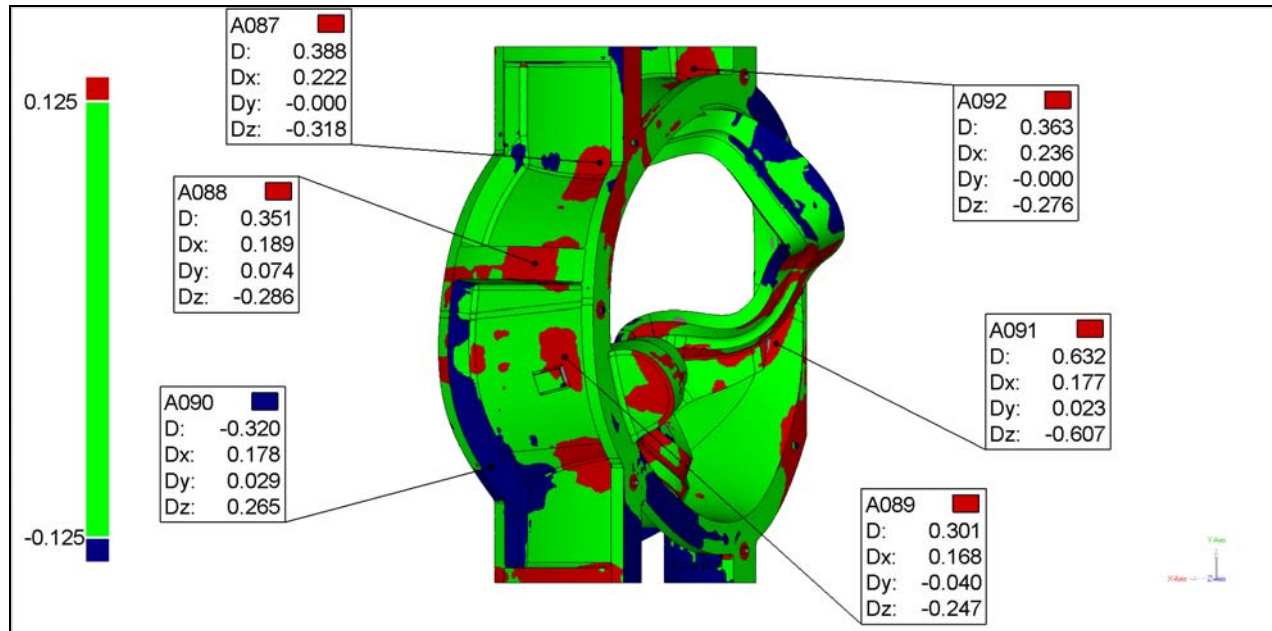 A087
D: 0.388
Dx: 0.222
Dy: -0.000
Dz: -0.318
0.125
-0.125
A088
D: 0.351
Dx: 0.189
Dy: 0.074
Dz: -0.286
A090
D: -0.320
Dx: 0.178
Dy: 0.029
Dz: 0.265
A092
D: 0.363
Dx: 0.236
Dy: -0.000
Dz: -0.276
A091
D: 0.632
Dx: 0.177
Dy: 0.023
Dz: -0.607
A089
D: 0.301
Dx: 0.168
Dy: -0.040
Dz: -0.247
Y Axis
X Axis
Z Axis